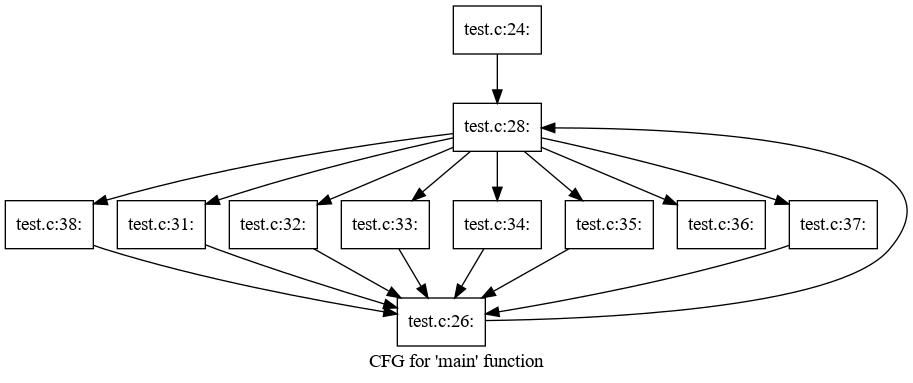 test.c:24:
test.c:28:
test.c:38:
test.c:31:
test.c:32:
test.c:33:
test.c:34:
test.c:35:
test.c:36:
test.c:37:
test.c:26:
CFG for 'main' function